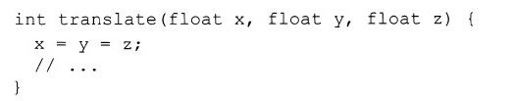 int translate(float x, float y, float z) {
  x = y = z;
  // ...
}